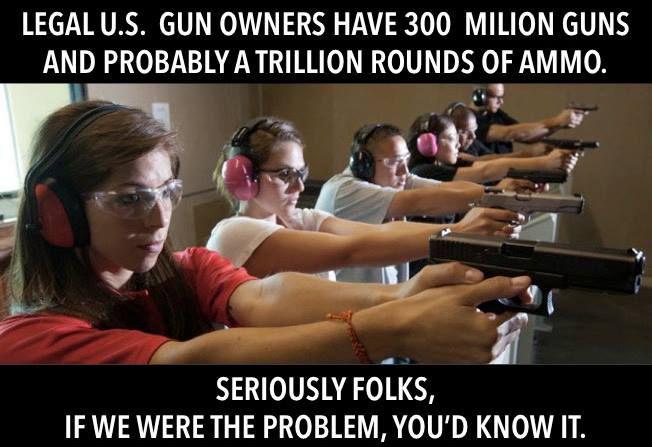 LEGAL U.S. GUN OWNERS HAVE 300 MILION GUNS
AND PROBABLY A TRILLION ROUNDS OF AMMO.
SERIOUSLY FOLKS,
IF WE WERE THE PROBLEM, YOU'D KNOW IT.